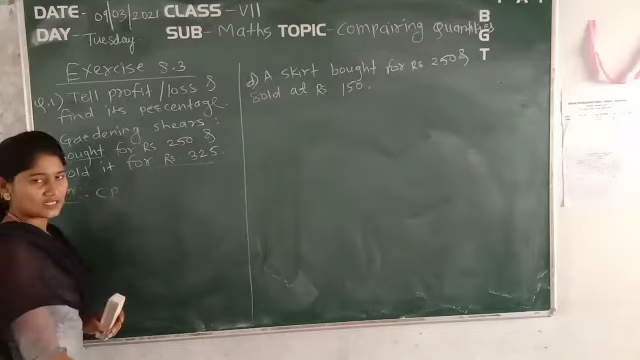 DATE- 09/03/2021 CLASS-VII
DAY- Tuesday SUB- Maths TOPIC- Compairing Quantities
B
G
T
Exercise 8.3
Q.1) Tell profit/loss &
find its percentage.
Gardening shears:
bought for Rs 250 &
sold it for Rs 325.
:- CP
d) A skirt bought for Rs 250 &
sold at Rs 150.